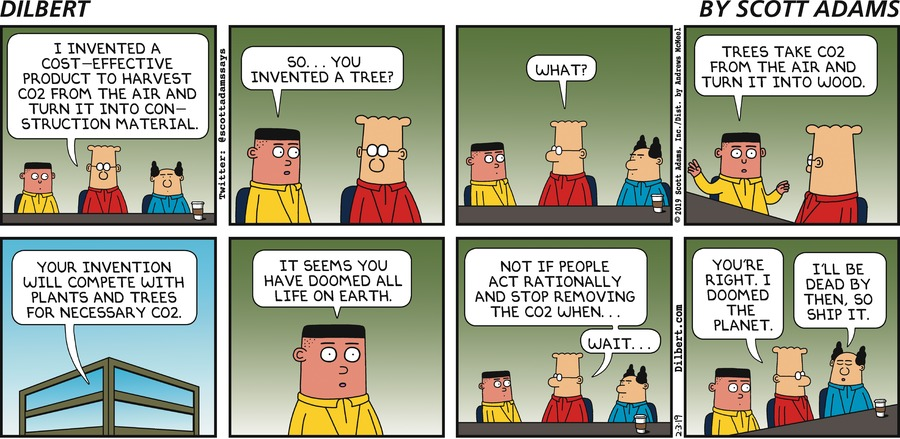 DILBERT
BY SCOTT ADAMS
I INVENTED A
COST-EFFECTIVE
PRODUCT TO HARVEST
CO2 FROM THE AIR AND
TURN IT INTO CON-
STRUCTION MATERIAL.
Twitter: @scottadamssays
SO... YOU
INVENTED A TREE?
WHAT?
©2019 Scott Adams, Inc./Dist. by Andrews McMeel
TREES TAKE CO2
FROM THE AIR AND
TURN IT INTO WOOD.
YOUR INVENTION
WILL COMPETE WITH
PLANTS AND TREES
FOR NECESSARY CO2.
IT SEEMS YOU
HAVE DOOMED ALL
LIFE ON EARTH.
NOT IF PEOPLE
ACT RATIONALLY
AND STOP REMOVING
THE CO2 WHEN...
WAIT...
Dilbert.com
2-3-19
YOU'RE
RIGHT. I
DOOMED
THE
PLANET.
I'LL BE
DEAD BY
THEN, SO
SHIP IT.